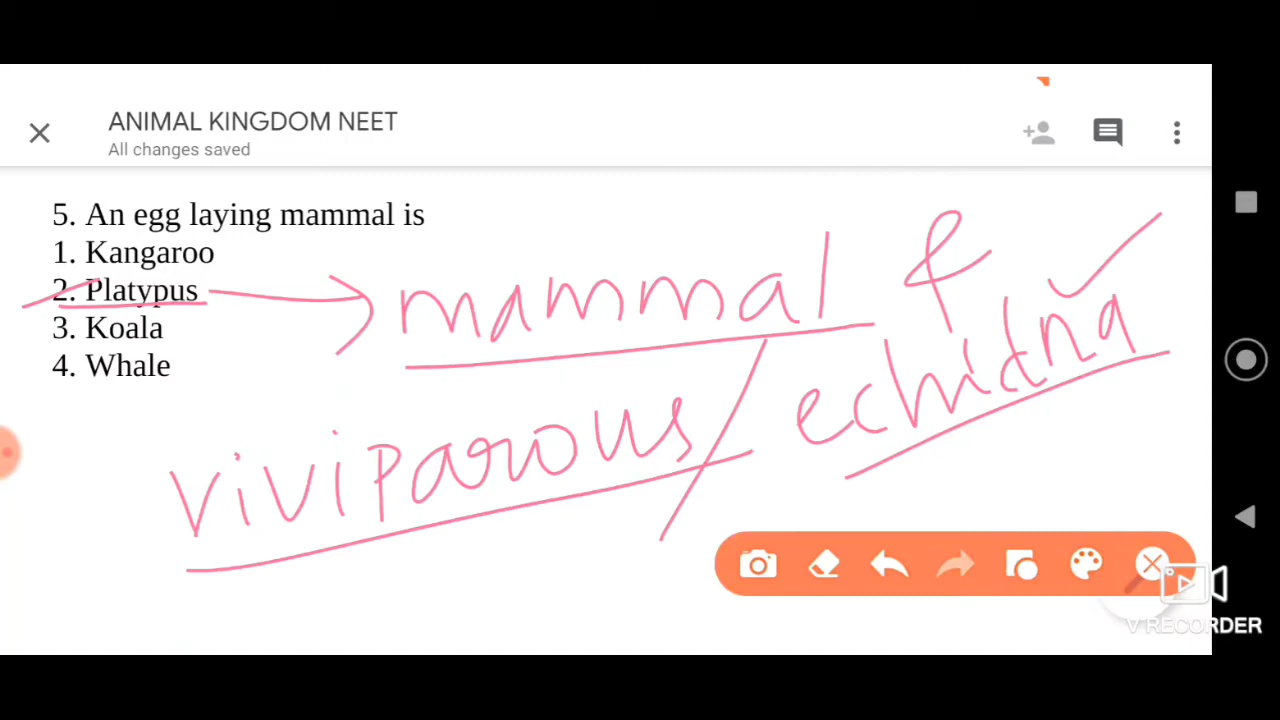 ANIMAL KINGDOM NEET
All changes saved
5. An egg laying mammal is
1. Kangaroo
2. Platypus
3. Koala
4. Whale
mammal &
viviparous / echidna
V RECORDER